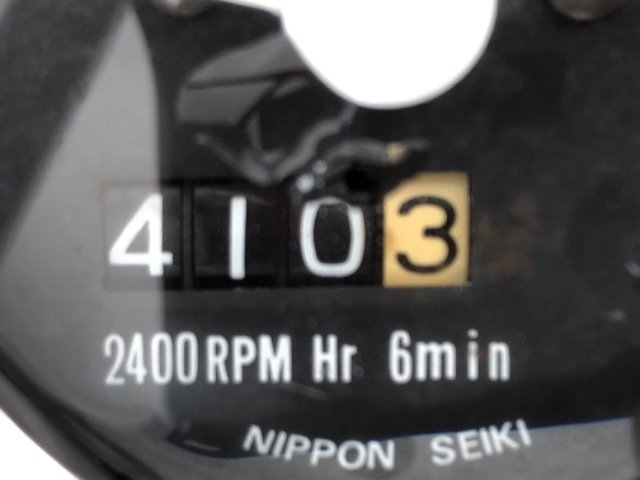 4103
2400RPM Hr 6min
NIPPON SEIKI